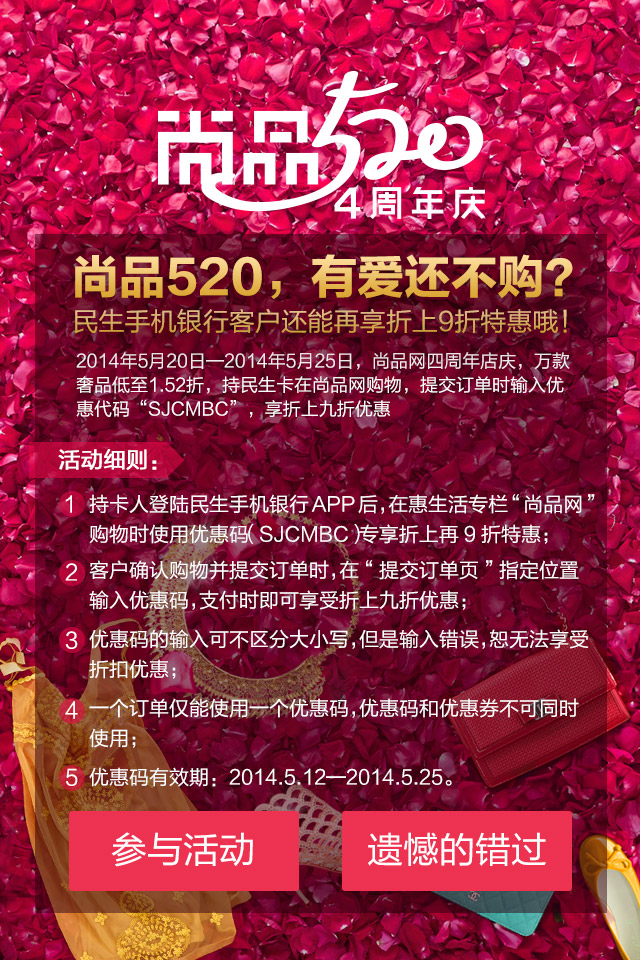 尚品520
4周年庆
尚品520，有爱还不购？
民生手机银行客户还能再享折上9折特惠哦！
2014年5月20日—2014年5月25日，尚品网四周年店庆，万款
奢品低至1.52折，持民生卡在尚品网购物，提交订单时输入优
惠代码“SJCMBC”，享折上九折优惠
活动细则：
1 持卡人登陆民生手机银行APP后，在惠生活专栏“尚品网”
购物时使用优惠码(SJCMBC)专享折上再9折特惠；
2 客户确认购物并提交订单时，在“提交订单页”指定位置
输入优惠码，支付时即可享受折上九折优惠；
3 优惠码的输入可不区分大小写，但是输入错误，恕无法享受
折扣优惠；
4 一个订单仅能使用一个优惠码，优惠码和优惠券不可同时
使用；
5 优惠码有效期：2014.5.12—2014.5.25。
参与活动 遗憾的错过